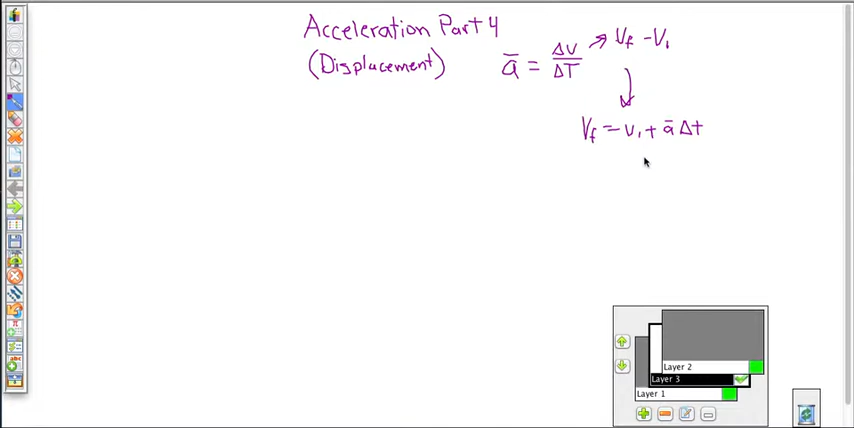 Acceleration Part 4
(Displacement)
ā = ΔV/ΔT → Vf - Vi
Vf = Vi + ā Δt
Layer 2
Layer 3
Layer 1